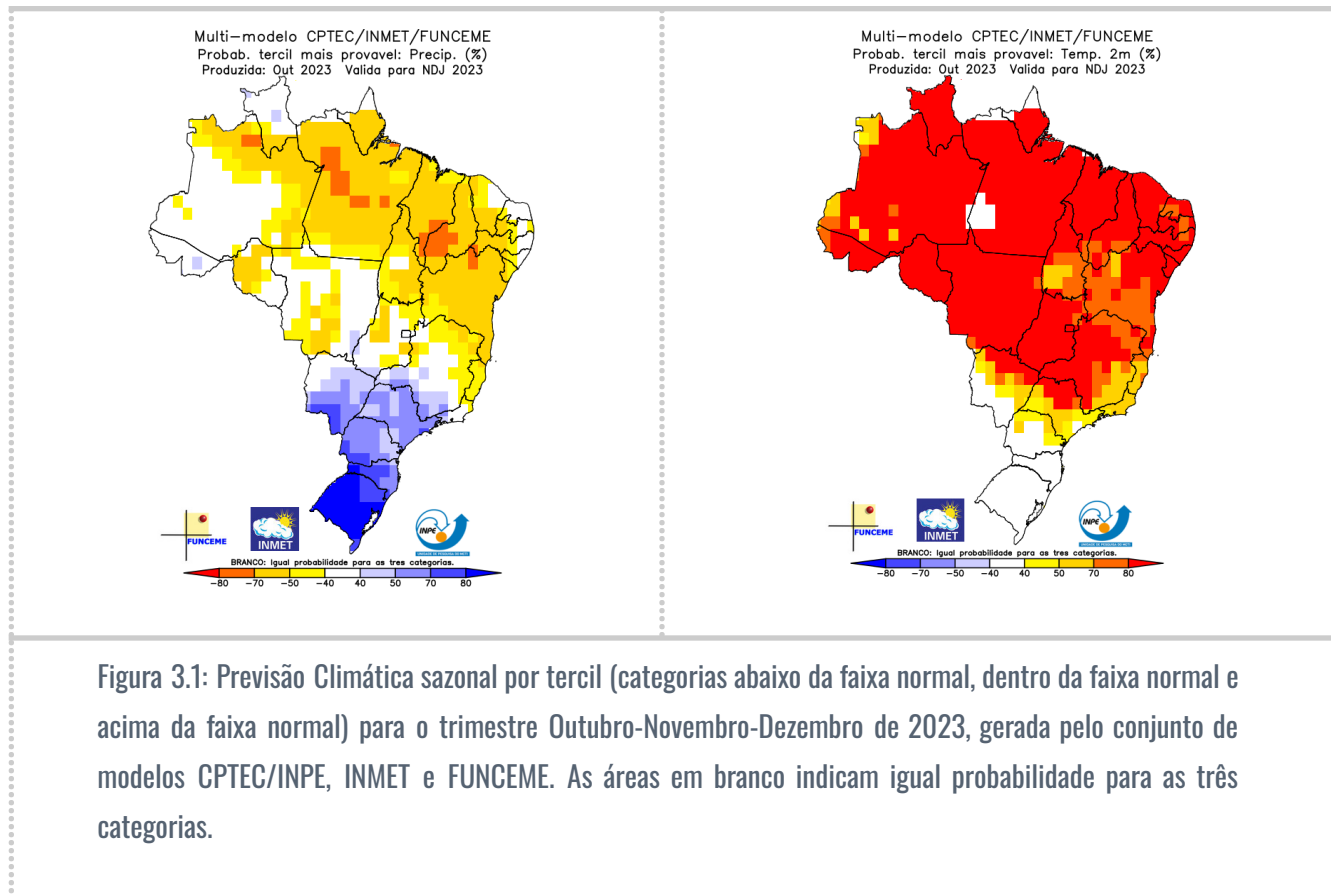 Multi-modelo CPTEC/INMET/FUNCEME
Probab. tercil mais provavel: Precip. (%)
Produzida: Out 2023 Valida para NDJ 2023
FUNCEME
INMET
INPE
BRANCO: Igual probabilidade para as tres categorias.
-80 -70 -50 -40 40 50 70 80
Multi-modelo CPTEC/INMET/FUNCEME
Probab. tercil mais provavel: Temp. 2m (%)
Produzida: Out 2023 Valida para NDJ 2023
FUNCEME
INMET
INPE
BRANCO: Igual probabilidade para as tres categorias.
-80 -70 -50 -40 40 50 70 80
Figura 3.1: Previsão Climática sazonal por tercil (categorias abaixo da faixa normal, dentro da faixa normal e
acima da faixa normal) para o trimestre Outubro-Novembro-Dezembro de 2023, gerada pelo conjunto de
modelos CPTEC/INPE, INMET e FUNCEME. As áreas em branco indicam igual probabilidade para as três
categorias.